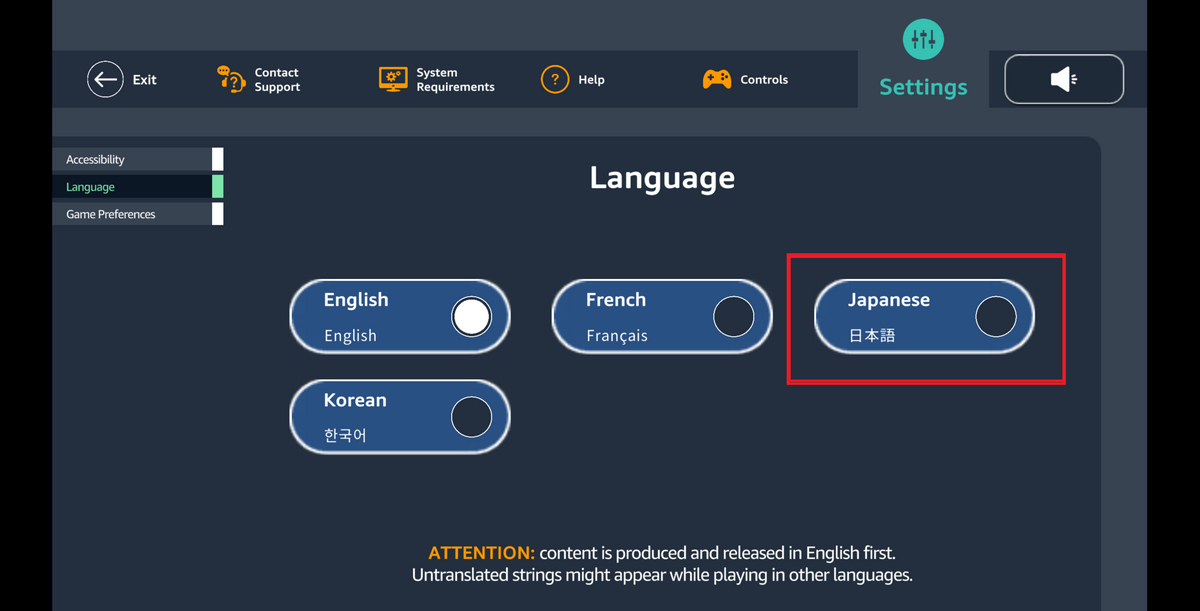 Exit
Contact
Support
System
Requirements
Help
Controls
Settings
Accessibility
Language
Game Preferences
Language
English
English
French
Français
Japanese
日本語
Korean
한국어
ATTENTION: content is produced and released in English first.
Untranslated strings might appear while playing in other languages.